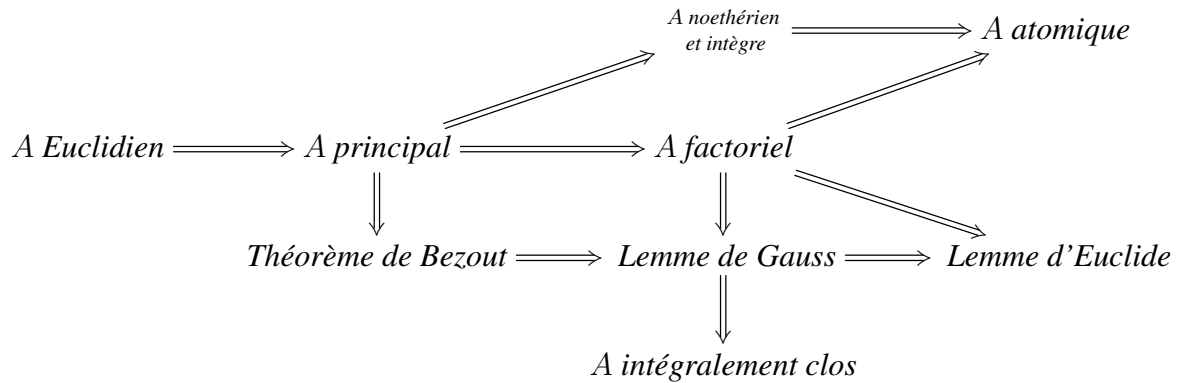 A noethérien
et intègre
A atomique
A Euclidien
A principal
A factoriel
Théorème de Bezout
Lemme de Gauss
Lemme d'Euclide
A intégralement clos